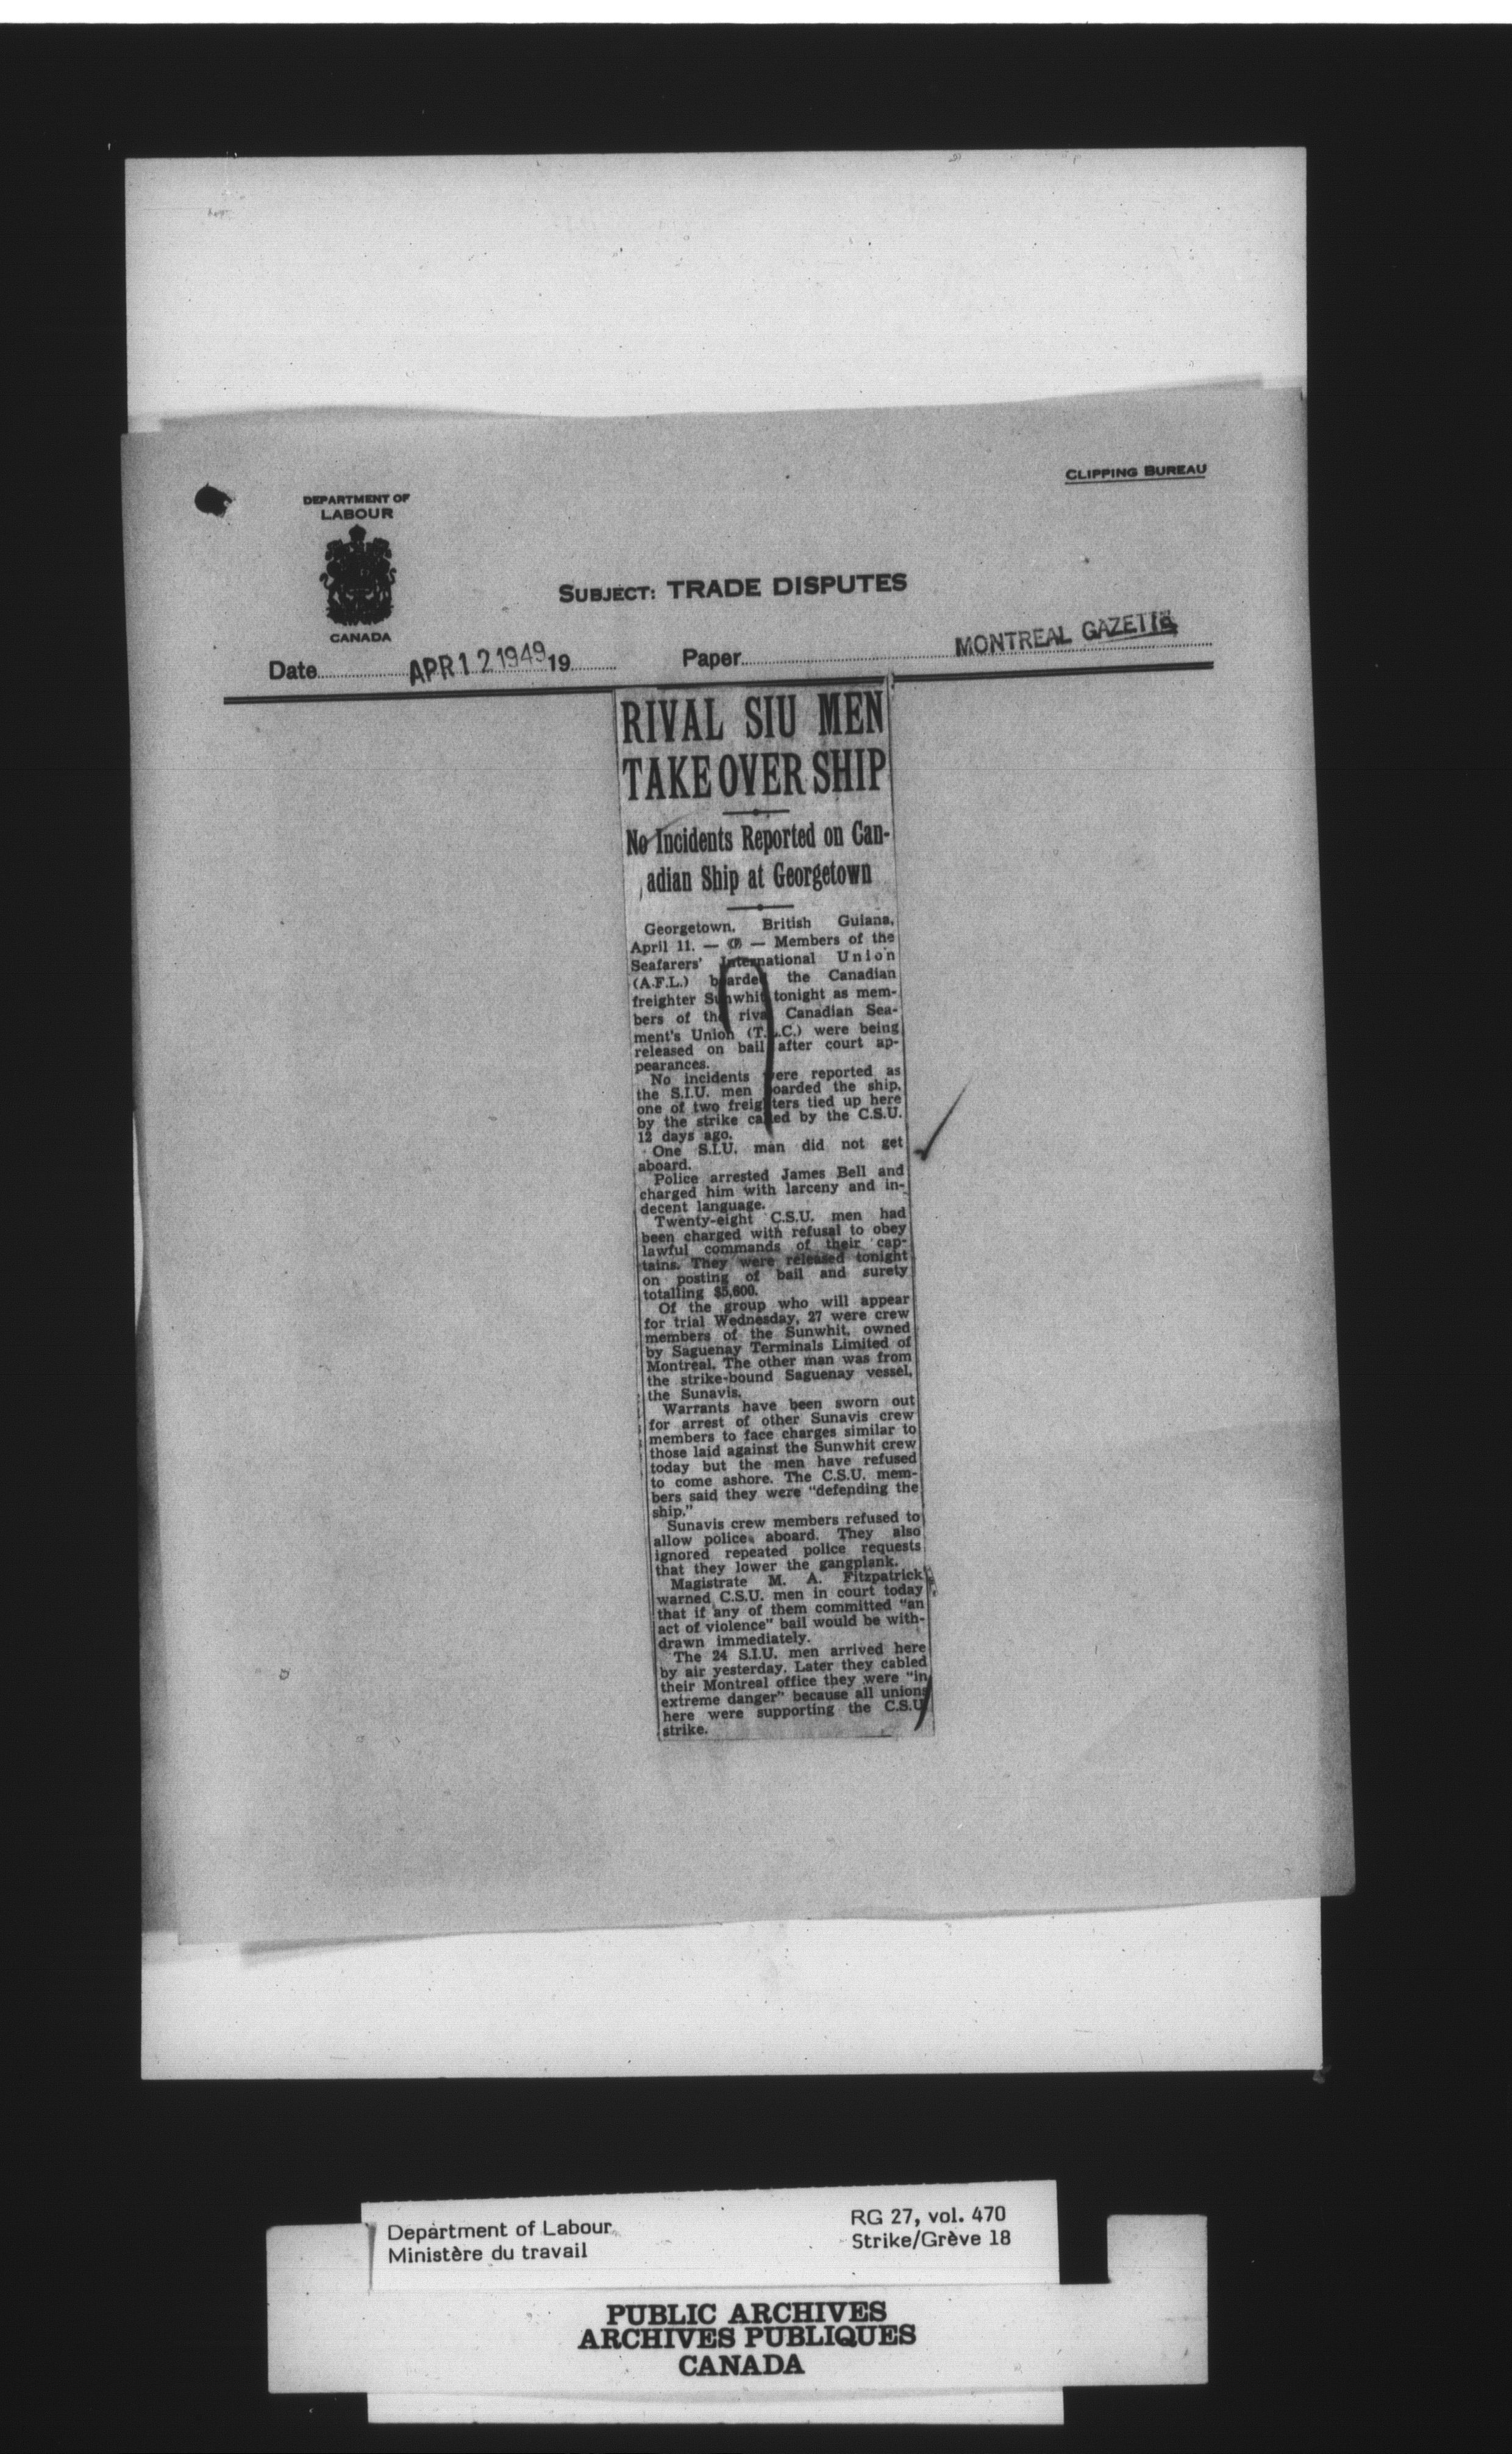 CLIPPING BUREAU
DEPARTMENT OF
LABOUR
CANADA
SUBJECT: TRADE DISPUTES
Date APR 12 1949 19 Paper MONTREAL GAZETTE
RIVAL SIU MEN
TAKE OVER SHIP
No Incidents Reported on Can-
adian Ship at Georgetown
Georgetown, British Guiana,
April 11. — (P) — Members of the
Seafarers' International Union
(A.F.L.) boarded the Canadian
freighter Sunwhit tonight as mem-
bers of the rival Canadian Sea-
ment's Union (T.L.C.) were being
released on bail after court ap-
pearances.
No incidents were reported as
the S.I.U. men boarded the ship,
one of two freighters tied up here
by the strike called by the C.S.U.
12 days ago.
One S.I.U. man did not get
aboard.
Police arrested James Bell and
charged him with larceny and in-
decent language.
Twenty-eight C.S.U. men had
been charged with refusal to obey
lawful commands of their cap-
tains. They were released tonight
on posting of bail and surety
totalling $5,600.
Of the group who will appear
for trial Wednesday, 27 were crew
members of the Sunwhit, owned
by Saguenay Terminals Limited of
Montreal. The other man was from
the strike-bound Saguenay vessel,
the Sunavis.
Warrants have been sworn out
for arrest of other Sunavis crew
members to face charges similar to
those laid against the Sunwhit crew
today but the men have refused
to come ashore. The C.S.U. mem-
bers said they were "defending the
ship."
Sunavis crew members refused to
allow police aboard. They also
ignored repeated police requests
that they lower the gangplank.
Magistrate M. A. Fitzpatrick
warned C.S.U. men in court today
that if any of them committed "an
act of violence" bail would be with-
drawn immediately.
The 24 S.I.U. men arrived here
by air yesterday. Later they cabled
their Montreal office they were "in
extreme danger" because all unions
here were supporting the C.S.U.
strike.
Department of Labour RG 27, vol. 470
Ministère du travail Strike/Grève 18
PUBLIC ARCHIVES
ARCHIVES PUBLIQUES
CANADA